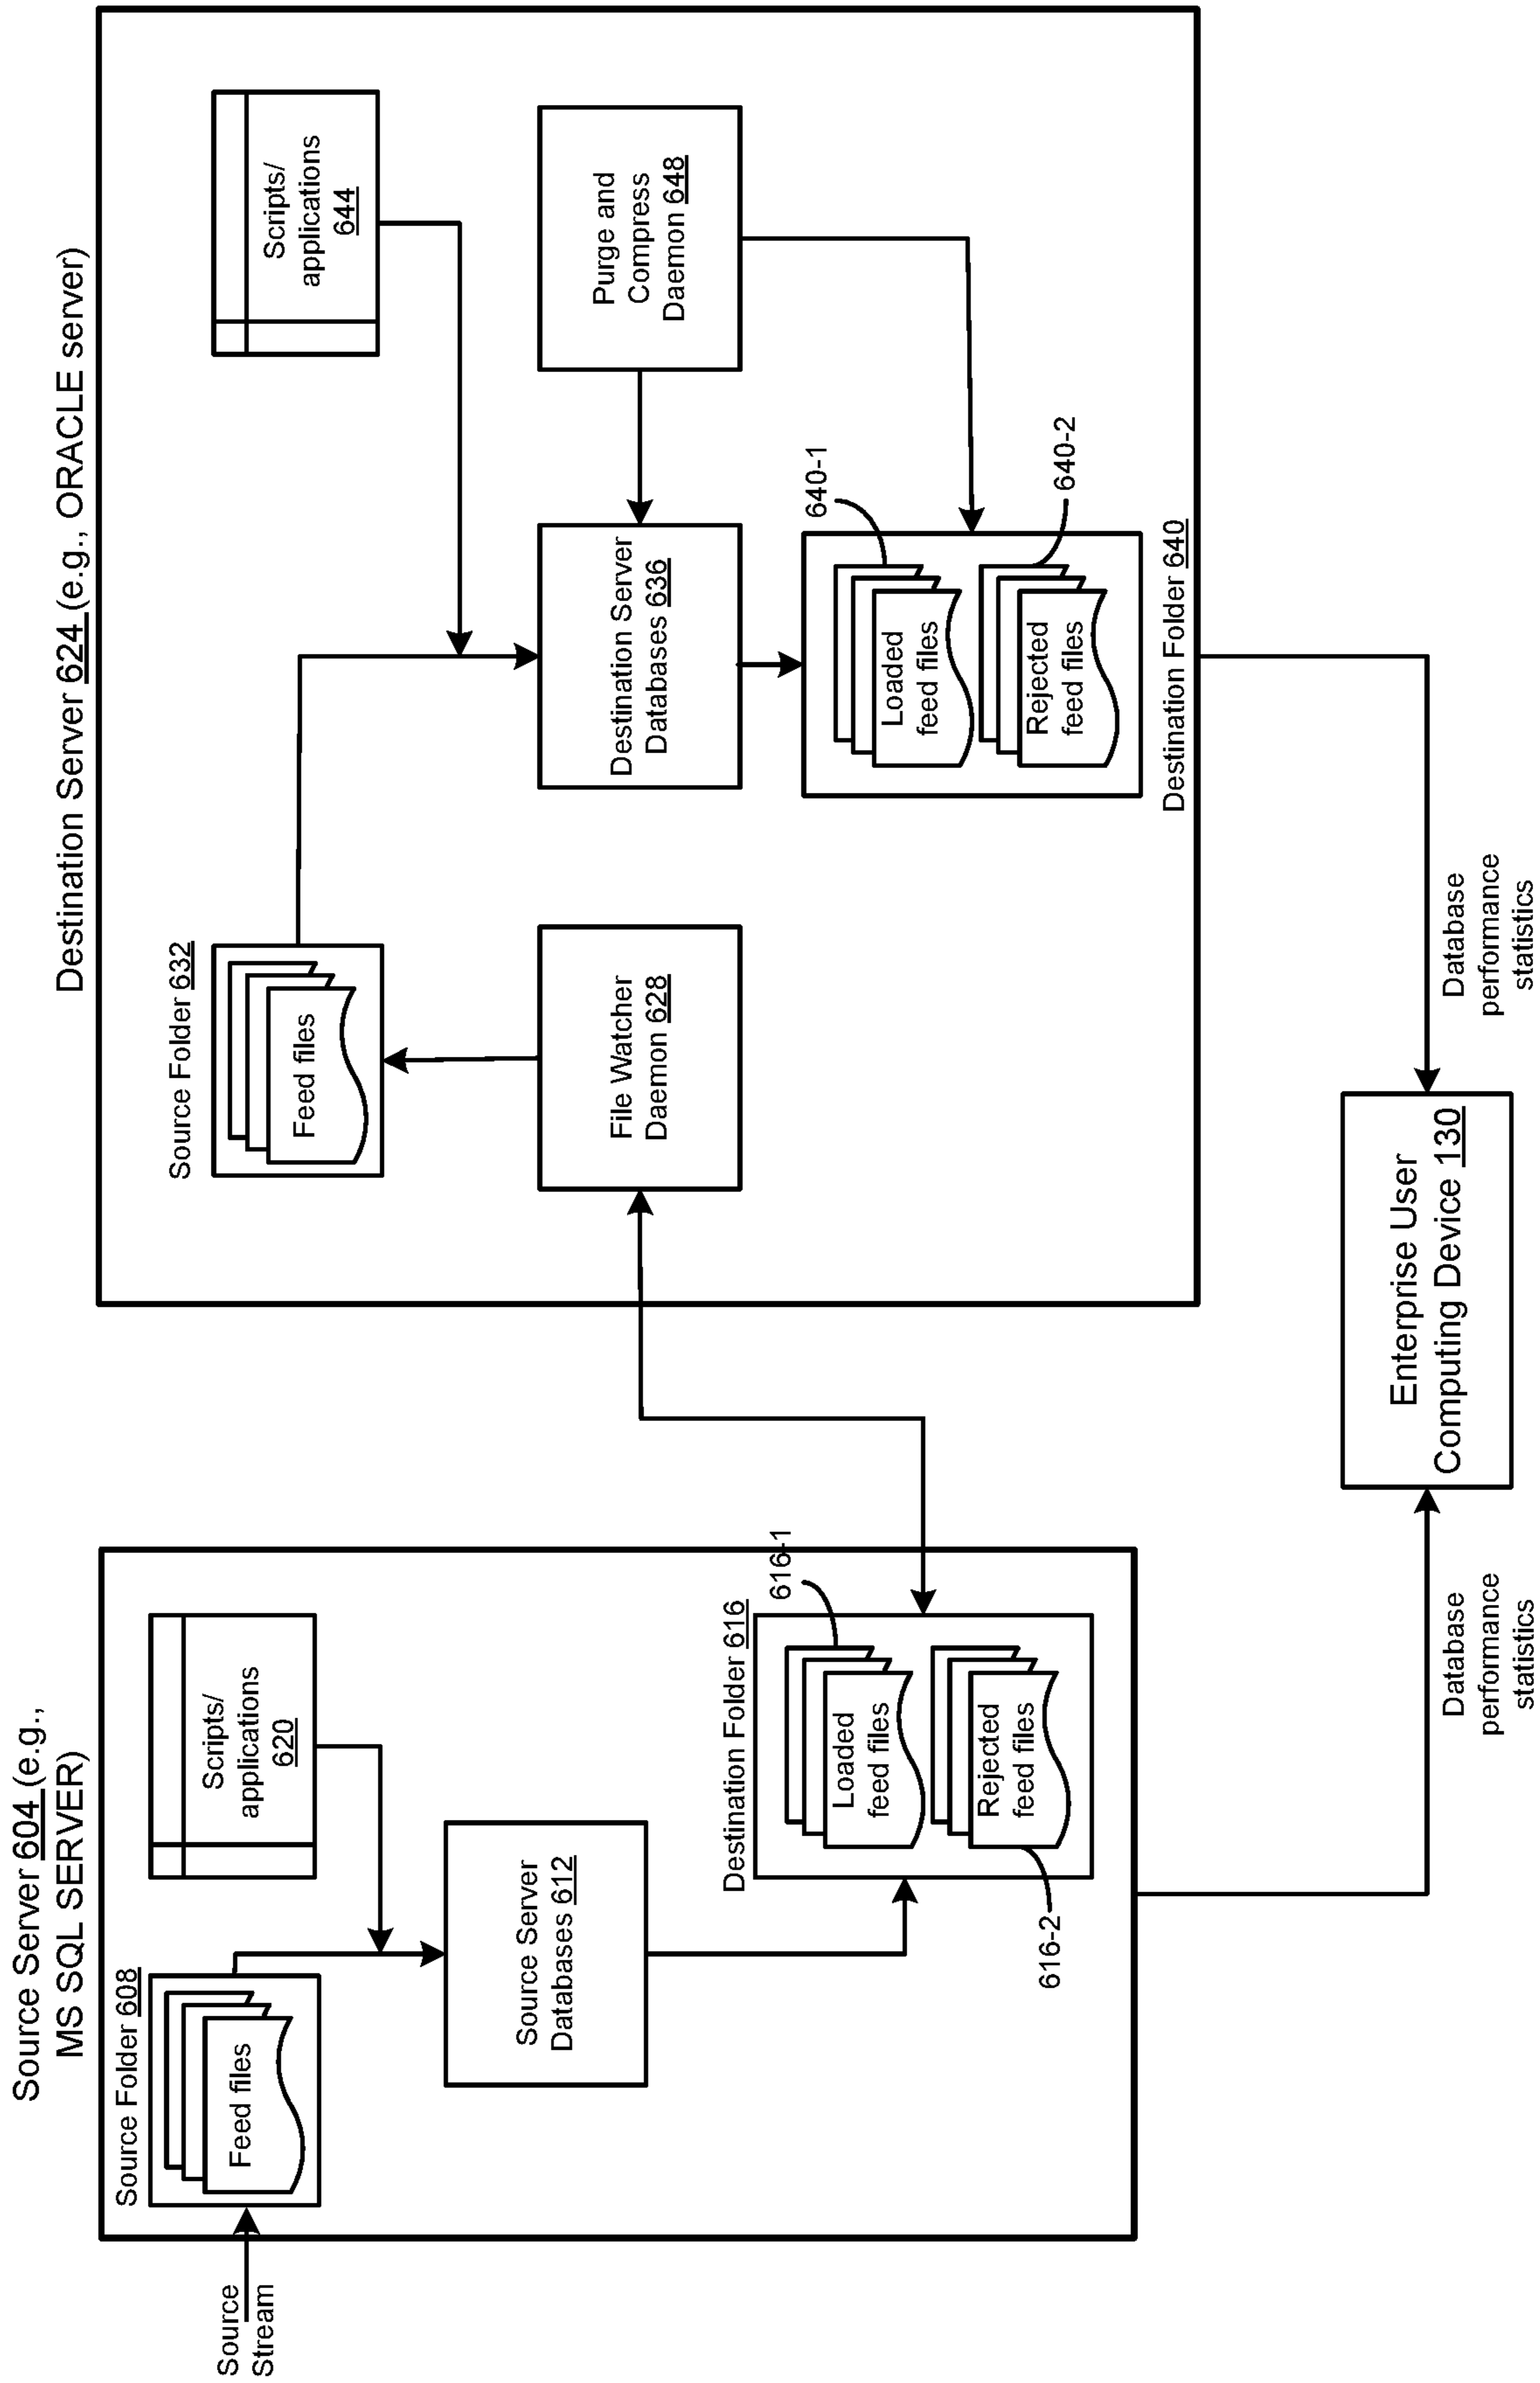 Source Server 604 (e.g.,
MS SQL SERVER)
Source
Stream
Source Folder 608
Feed files
Scripts/
applications
620
Source Server
Databases 612
Destination Folder 616
616-1
Loaded
feed files
Rejected
feed files
616-2
Destination Server 624 (e.g., ORACLE server)
Source Folder 632
Feed files
File Watcher
Daemon 628
Scripts/
applications
644
Destination Server
Databases 636
Purge and
Compress
Daemon 648
640-1
Loaded
feed files
640-2
Rejected
feed files
Destination Folder 640
Database
performance
statistics
Enterprise User
Computing Device 130
Database
performance
statistics